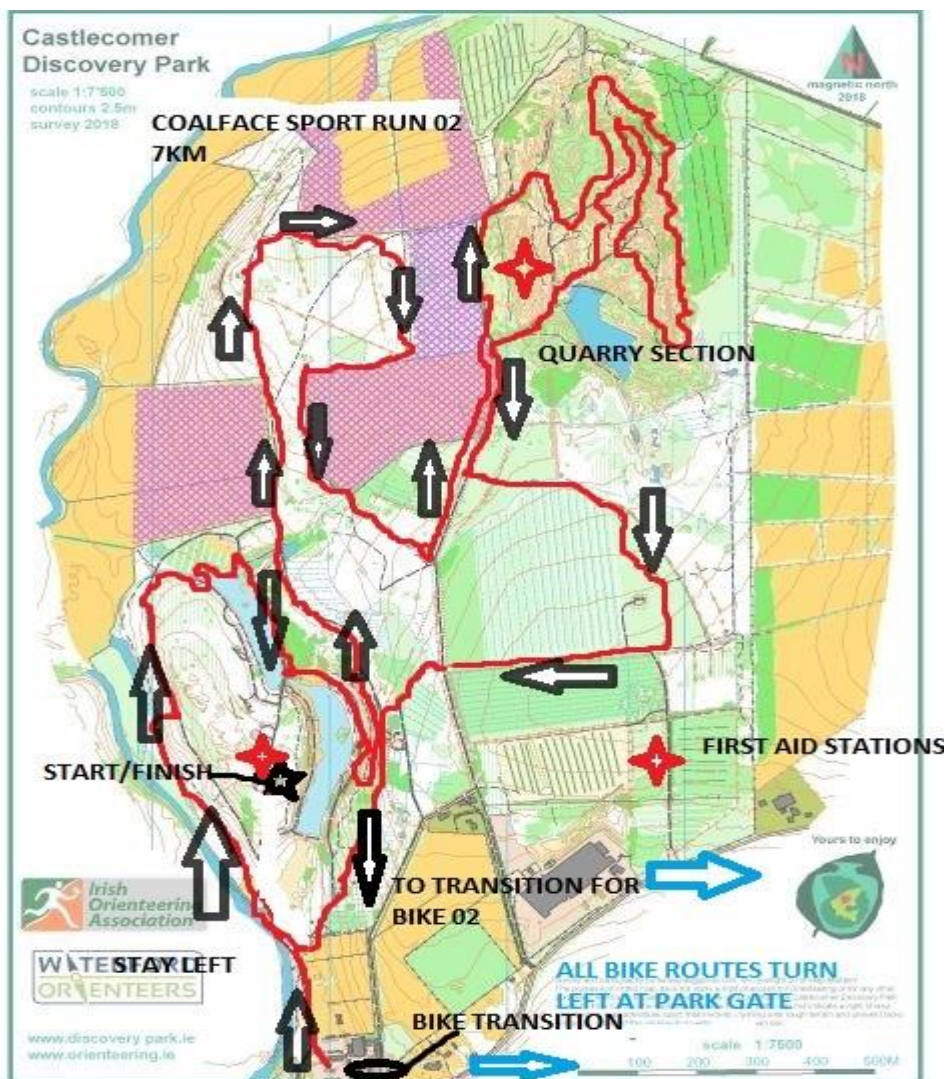 Castlecomer
Discovery Park
scale 1:7'500
contours 2.5m
survey 2018
N
magnetic north
2018
COALFACE SPORT RUN 02
7KM
QUARRY SECTION
START/FINISH
FIRST AID STATIONS
Yours to enjoy
Irish
Orienteering
Association
TO TRANSITION FOR
BIKE 02
STAY LEFT
WATERFORD
ORIENTEERS
ALL BIKE ROUTES TURN
LEFT AT PARK GATE
BIKE TRANSITION
www.discovery park.ie
www.orienteering.ie
scale 1:7500
100 200 300 400 500M